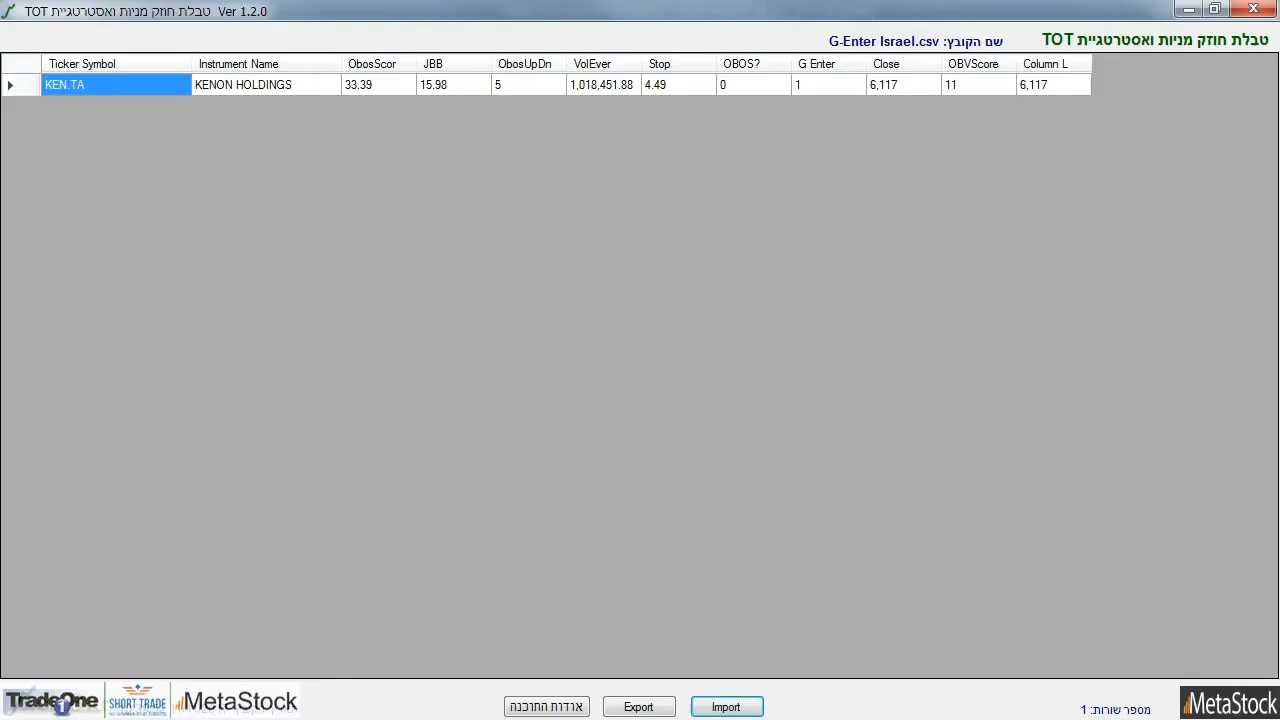 טבלת חוזק מניות ואסטרטגיית TOT Ver 1.2.0
טבלת חוזק מניות ואסטרטגיית TOT שם הקובץ: G-Enter Israel.csv
Ticker Symbol Instrument Name ObosScor JBB ObosUpDn VolEver Stop OBOS? G Enter Close OBVScore Column L
KEN.TA KENON HOLDINGS 33.39 15.98 5 1,018,451.88 4.49 0 1 6,117 11 6,117
TradeOne SHORT TRADE MetaStock אודות התוכנה Export Import מספר שורות: 1 MetaStock